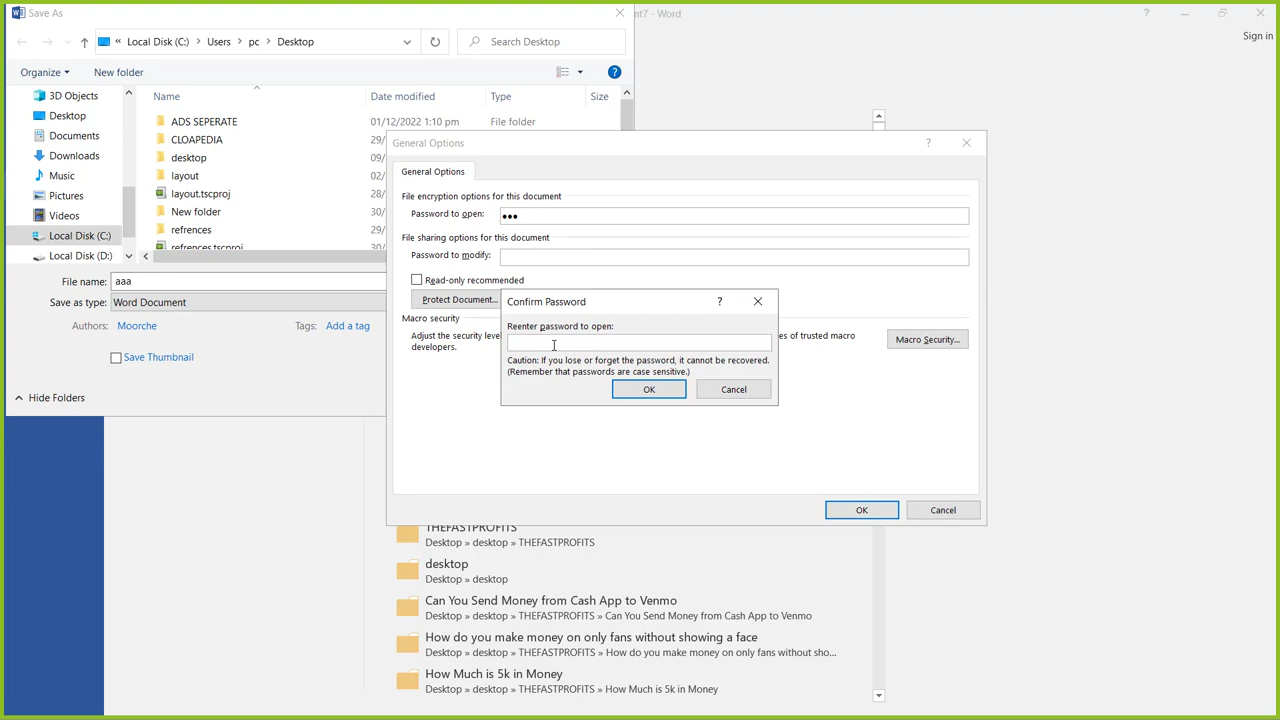 Save As
nt7 - Word
?
« Local Disk (C:) › Users › pc › Desktop
Search Desktop
Sign in
Organize
New folder
?
Name
Date modified
Type
Size
3D Objects
Desktop
Documents
Downloads
Music
Pictures
Videos
Local Disk (C:)
Local Disk (D:)
ADS SEPERATE
01/12/2022 1:10 pm
File folder
CLOAPEDIA
29/
desktop
09/
layout
29/
layout.tscproj
28/
New folder
30/
refrences
29/
refrences.tscproj
30/
File name:
aaa
Save as type:
Word Document
Authors:
Moorche
Tags:
Add a tag
Save Thumbnail
Hide Folders
General Options
?
General Options
File encryption options for this document
Password to open:
File sharing options for this document
Password to modify:
Read-only recommended
Protect Document...
Macro security
Adjust the security leve
es of trusted macro
developers.
Macro Security...
Confirm Password
?
Reenter password to open:
Caution: If you lose or forget the password, it cannot be recovered.
(Remember that passwords are case sensitive.)
OK
Cancel
OK
Cancel
THEFASTPROFITS
Desktop » desktop » THEFASTPROFITS
desktop
Desktop » desktop
Can You Send Money from Cash App to Venmo
Desktop » desktop » THEFASTPROFITS » Can You Send Money from Cash App to Venmo
How do you make money on only fans without showing a face
Desktop » desktop » THEFASTPROFITS » How do you make money on only fans without sho...
How Much is 5k in Money
Desktop » desktop » THEFASTPROFITS » How Much is 5k in Money